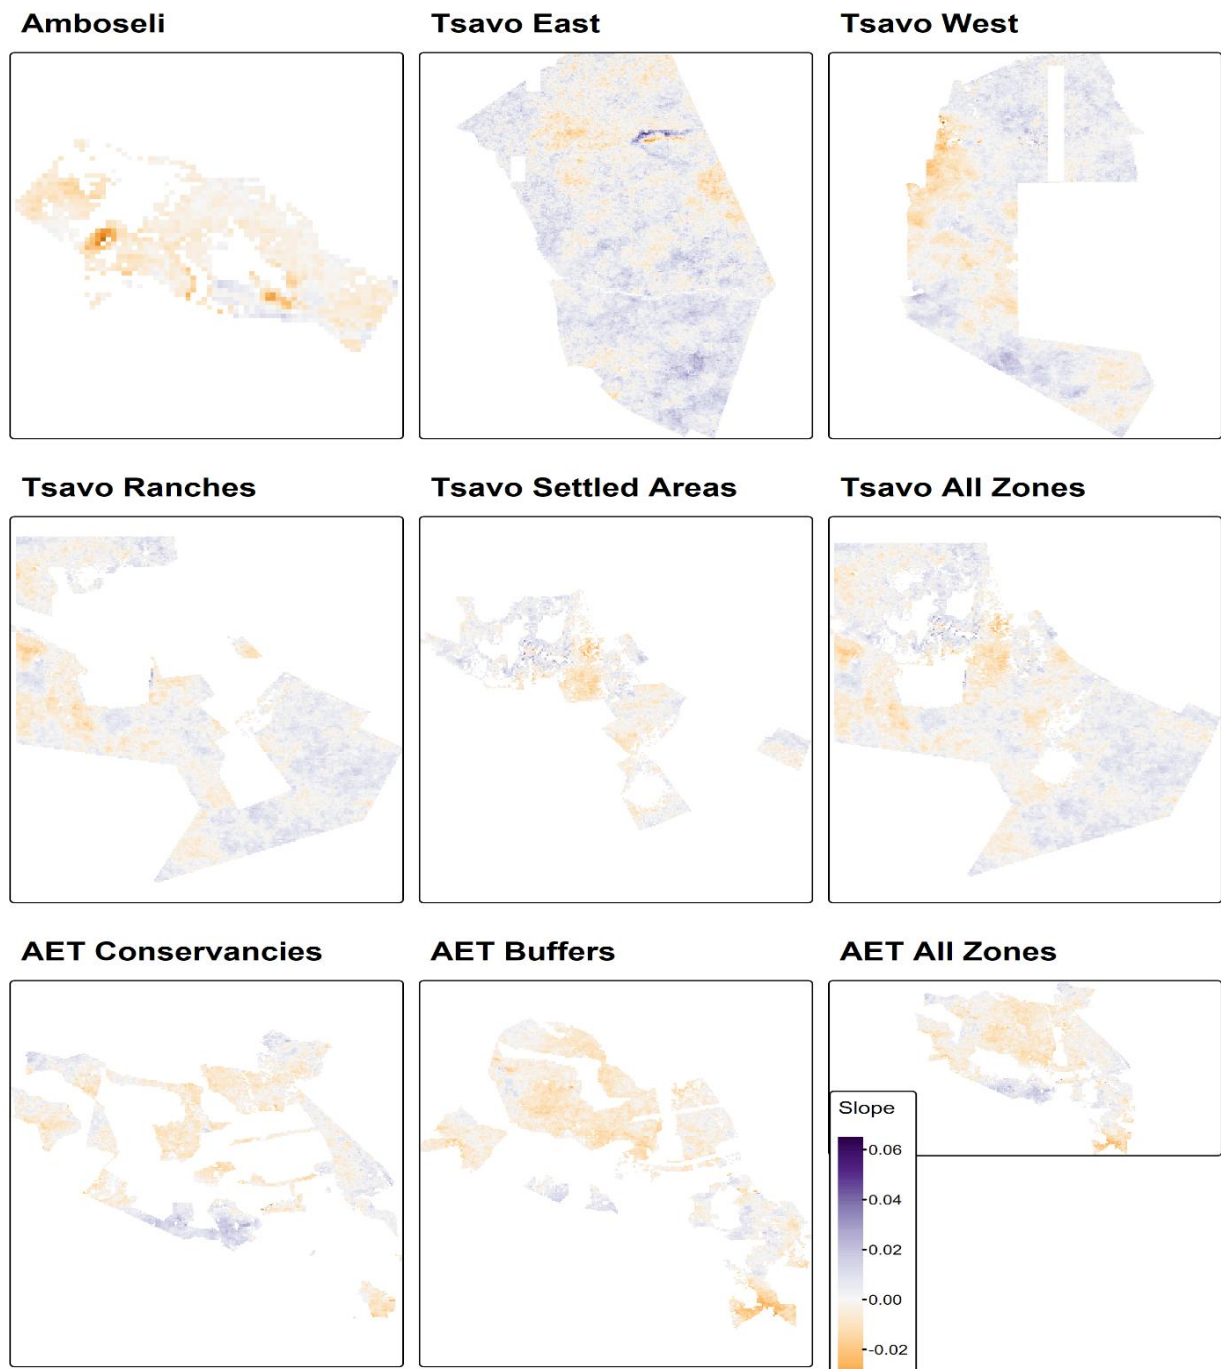 Amboseli
Tsavo East
Tsavo West
Tsavo Ranches
Tsavo Settled Areas
Tsavo All Zones
AET Conservancies
AET Buffers
AET All Zones
Slope
0.06
0.04
0.02
0.00
-0.02